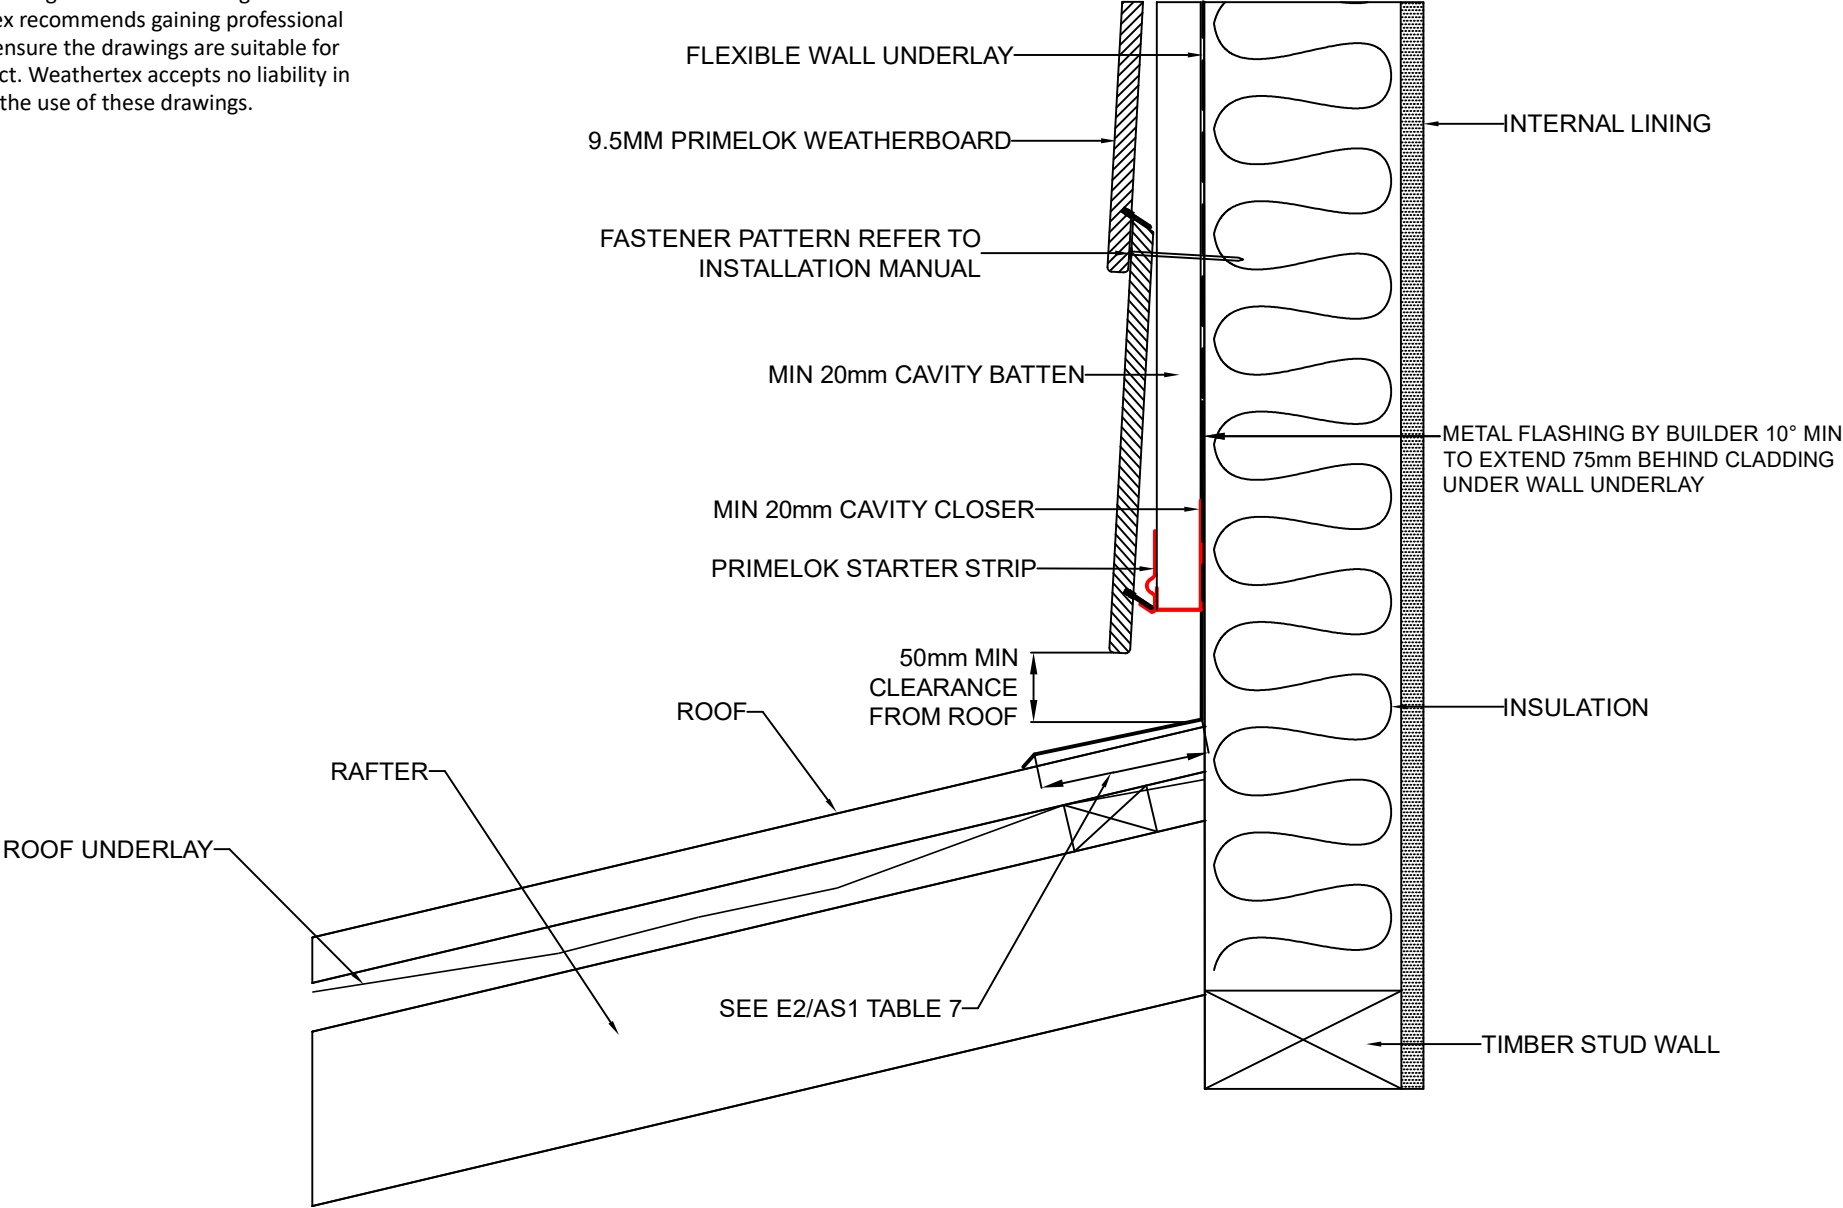 ex recommends gaining professional
ensure the drawings are suitable for
ct. Weathertex accepts no liability in
the use of these drawings.
FLEXIBLE WALL UNDERLAY
9.5MM PRIMELOK WEATHERBOARD
INTERNAL LINING
FASTENER PATTERN REFER TO
INSTALLATION MANUAL
MIN 20mm CAVITY BATTEN
METAL FLASHING BY BUILDER 10° MIN
TO EXTEND 75mm BEHIND CLADDING
UNDER WALL UNDERLAY
MIN 20mm CAVITY CLOSER
PRIMELOK STARTER STRIP
50mm MIN
CLEARANCE
FROM ROOF
ROOF
INSULATION
RAFTER
ROOF UNDERLAY
SEE E2/AS1 TABLE 7
TIMBER STUD WALL